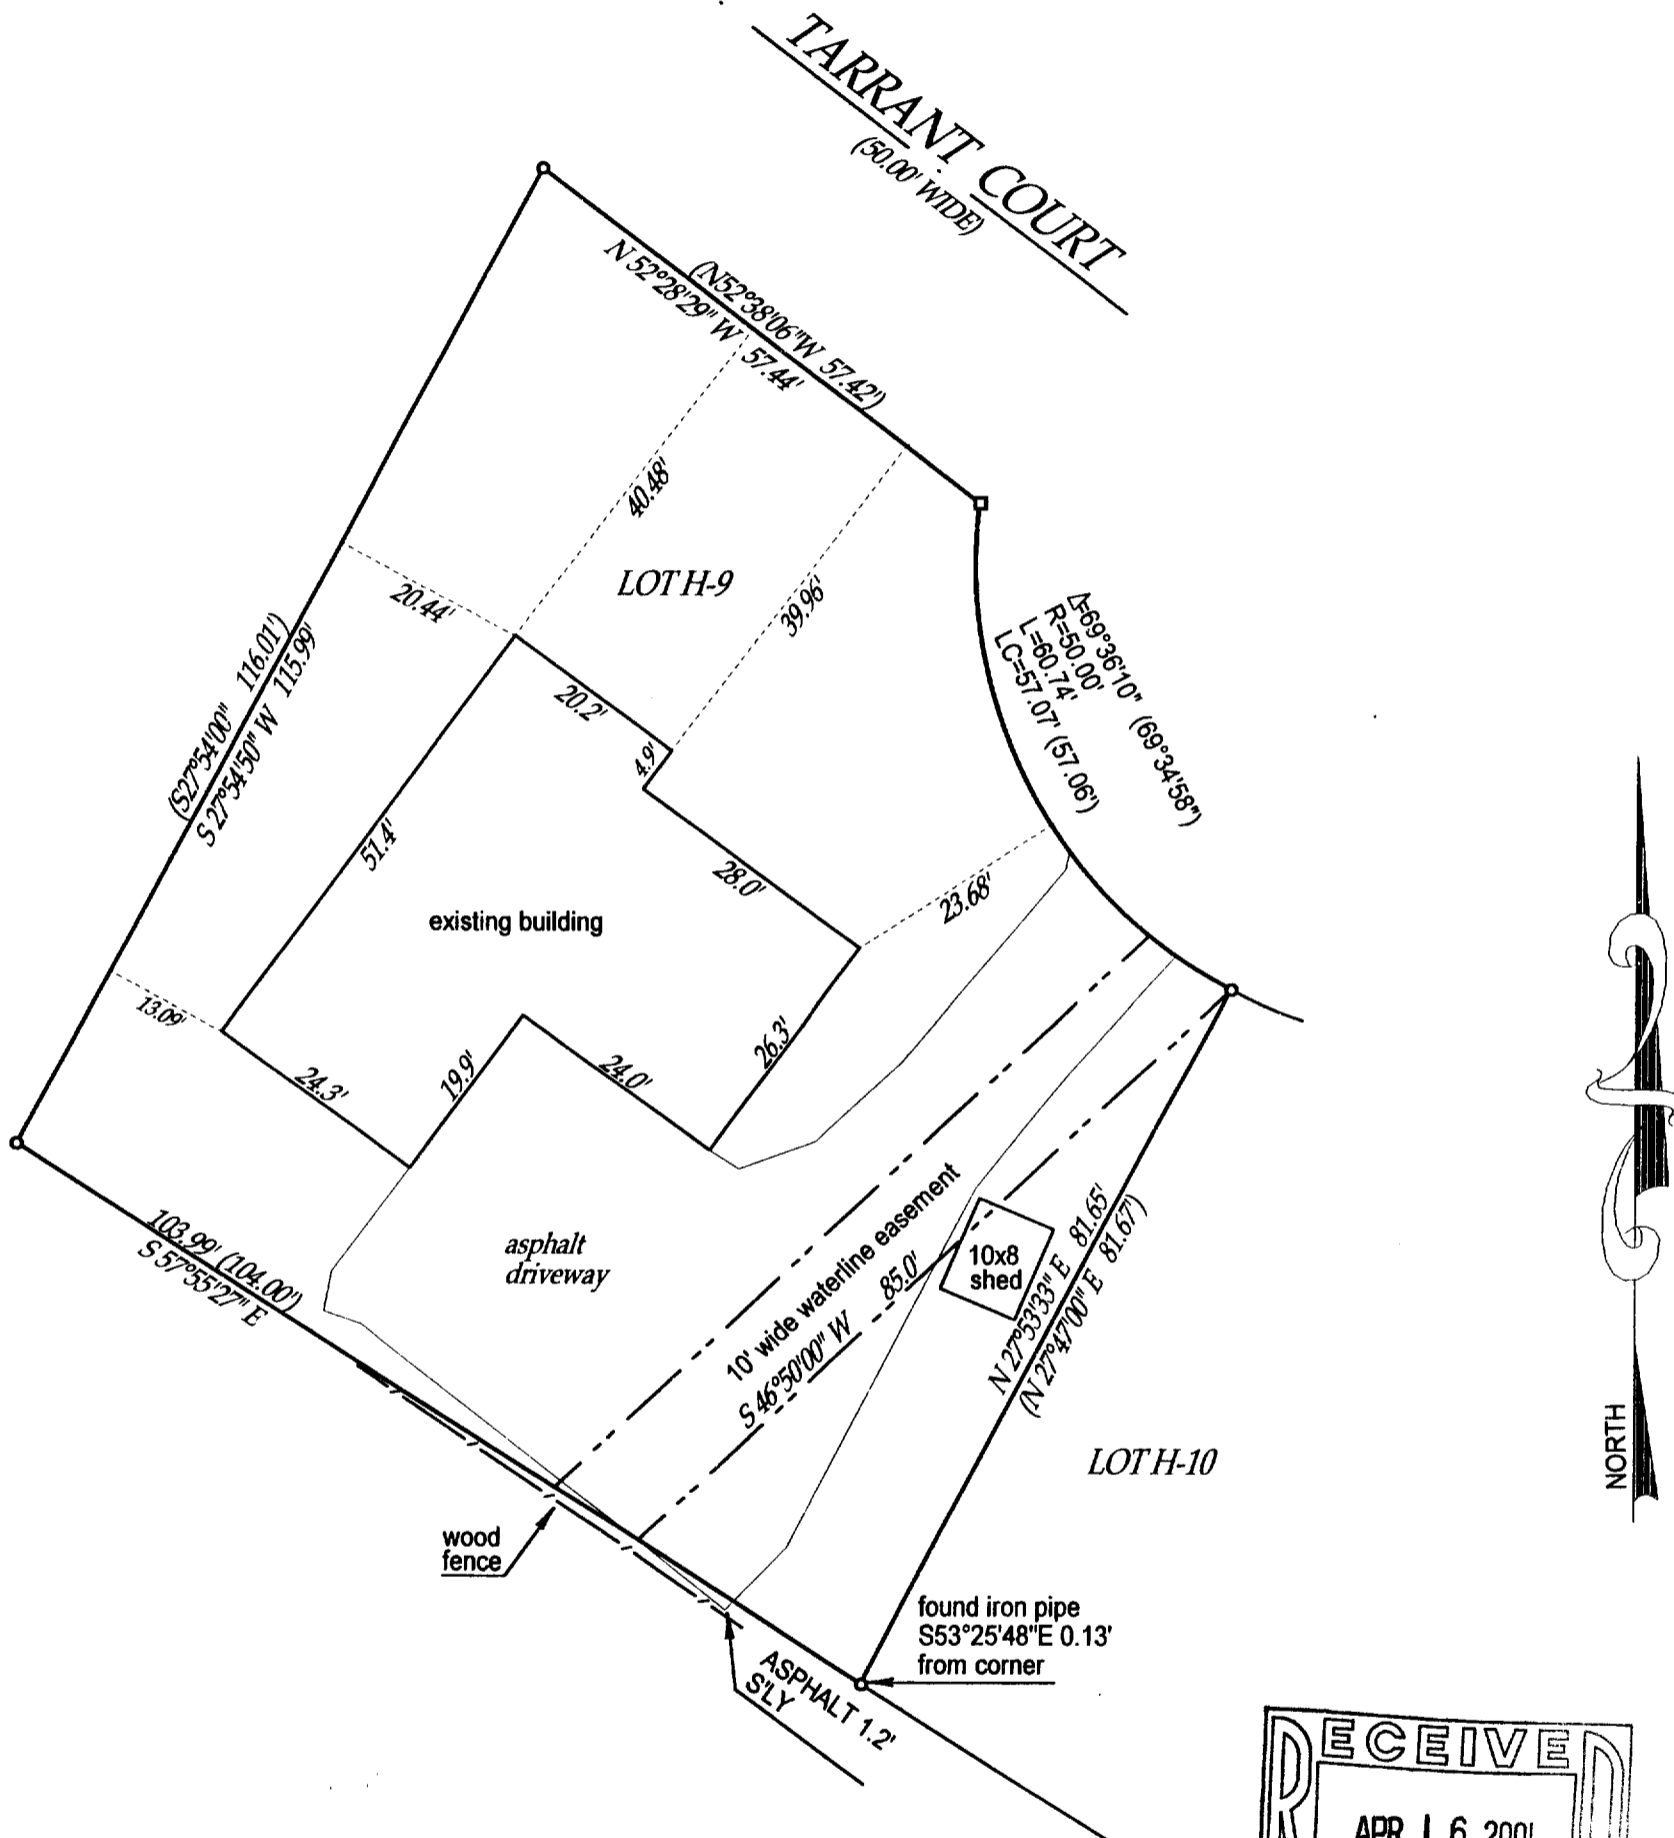 TARRANT COURT
(50.00' WIDE)
(N52°38'06"W 57.42')
N 52°28'29" W 57.44'
40.48'
LOT H-9
39.96'
20.44'
Δ=69°36'10" (69°34'58")
R=50.00'
L=60.74'
LC=57.07' (57.06')
(S27°54'00" 116.01')
S 27°54'50" W 115.99'
20.2'
4.9'
51.4'
28.0'
23.68'
existing building
13.09'
24.3'
19.9'
24.0'
26.3'
103.99' (104.00')
S 57°55'27" E
asphalt
driveway
10' wide waterline easement
S 46°50'00" W 85.0'
10x8
shed
N 27°53'33" E 81.65'
(N 27°47'00" E 81.67')
LOT H-10
NORTH
wood
fence
found iron pipe
S53°25'48"E 0.13'
from corner
ASPHALT 1.2'
S'LY
RECEIVED
APR 16 2001